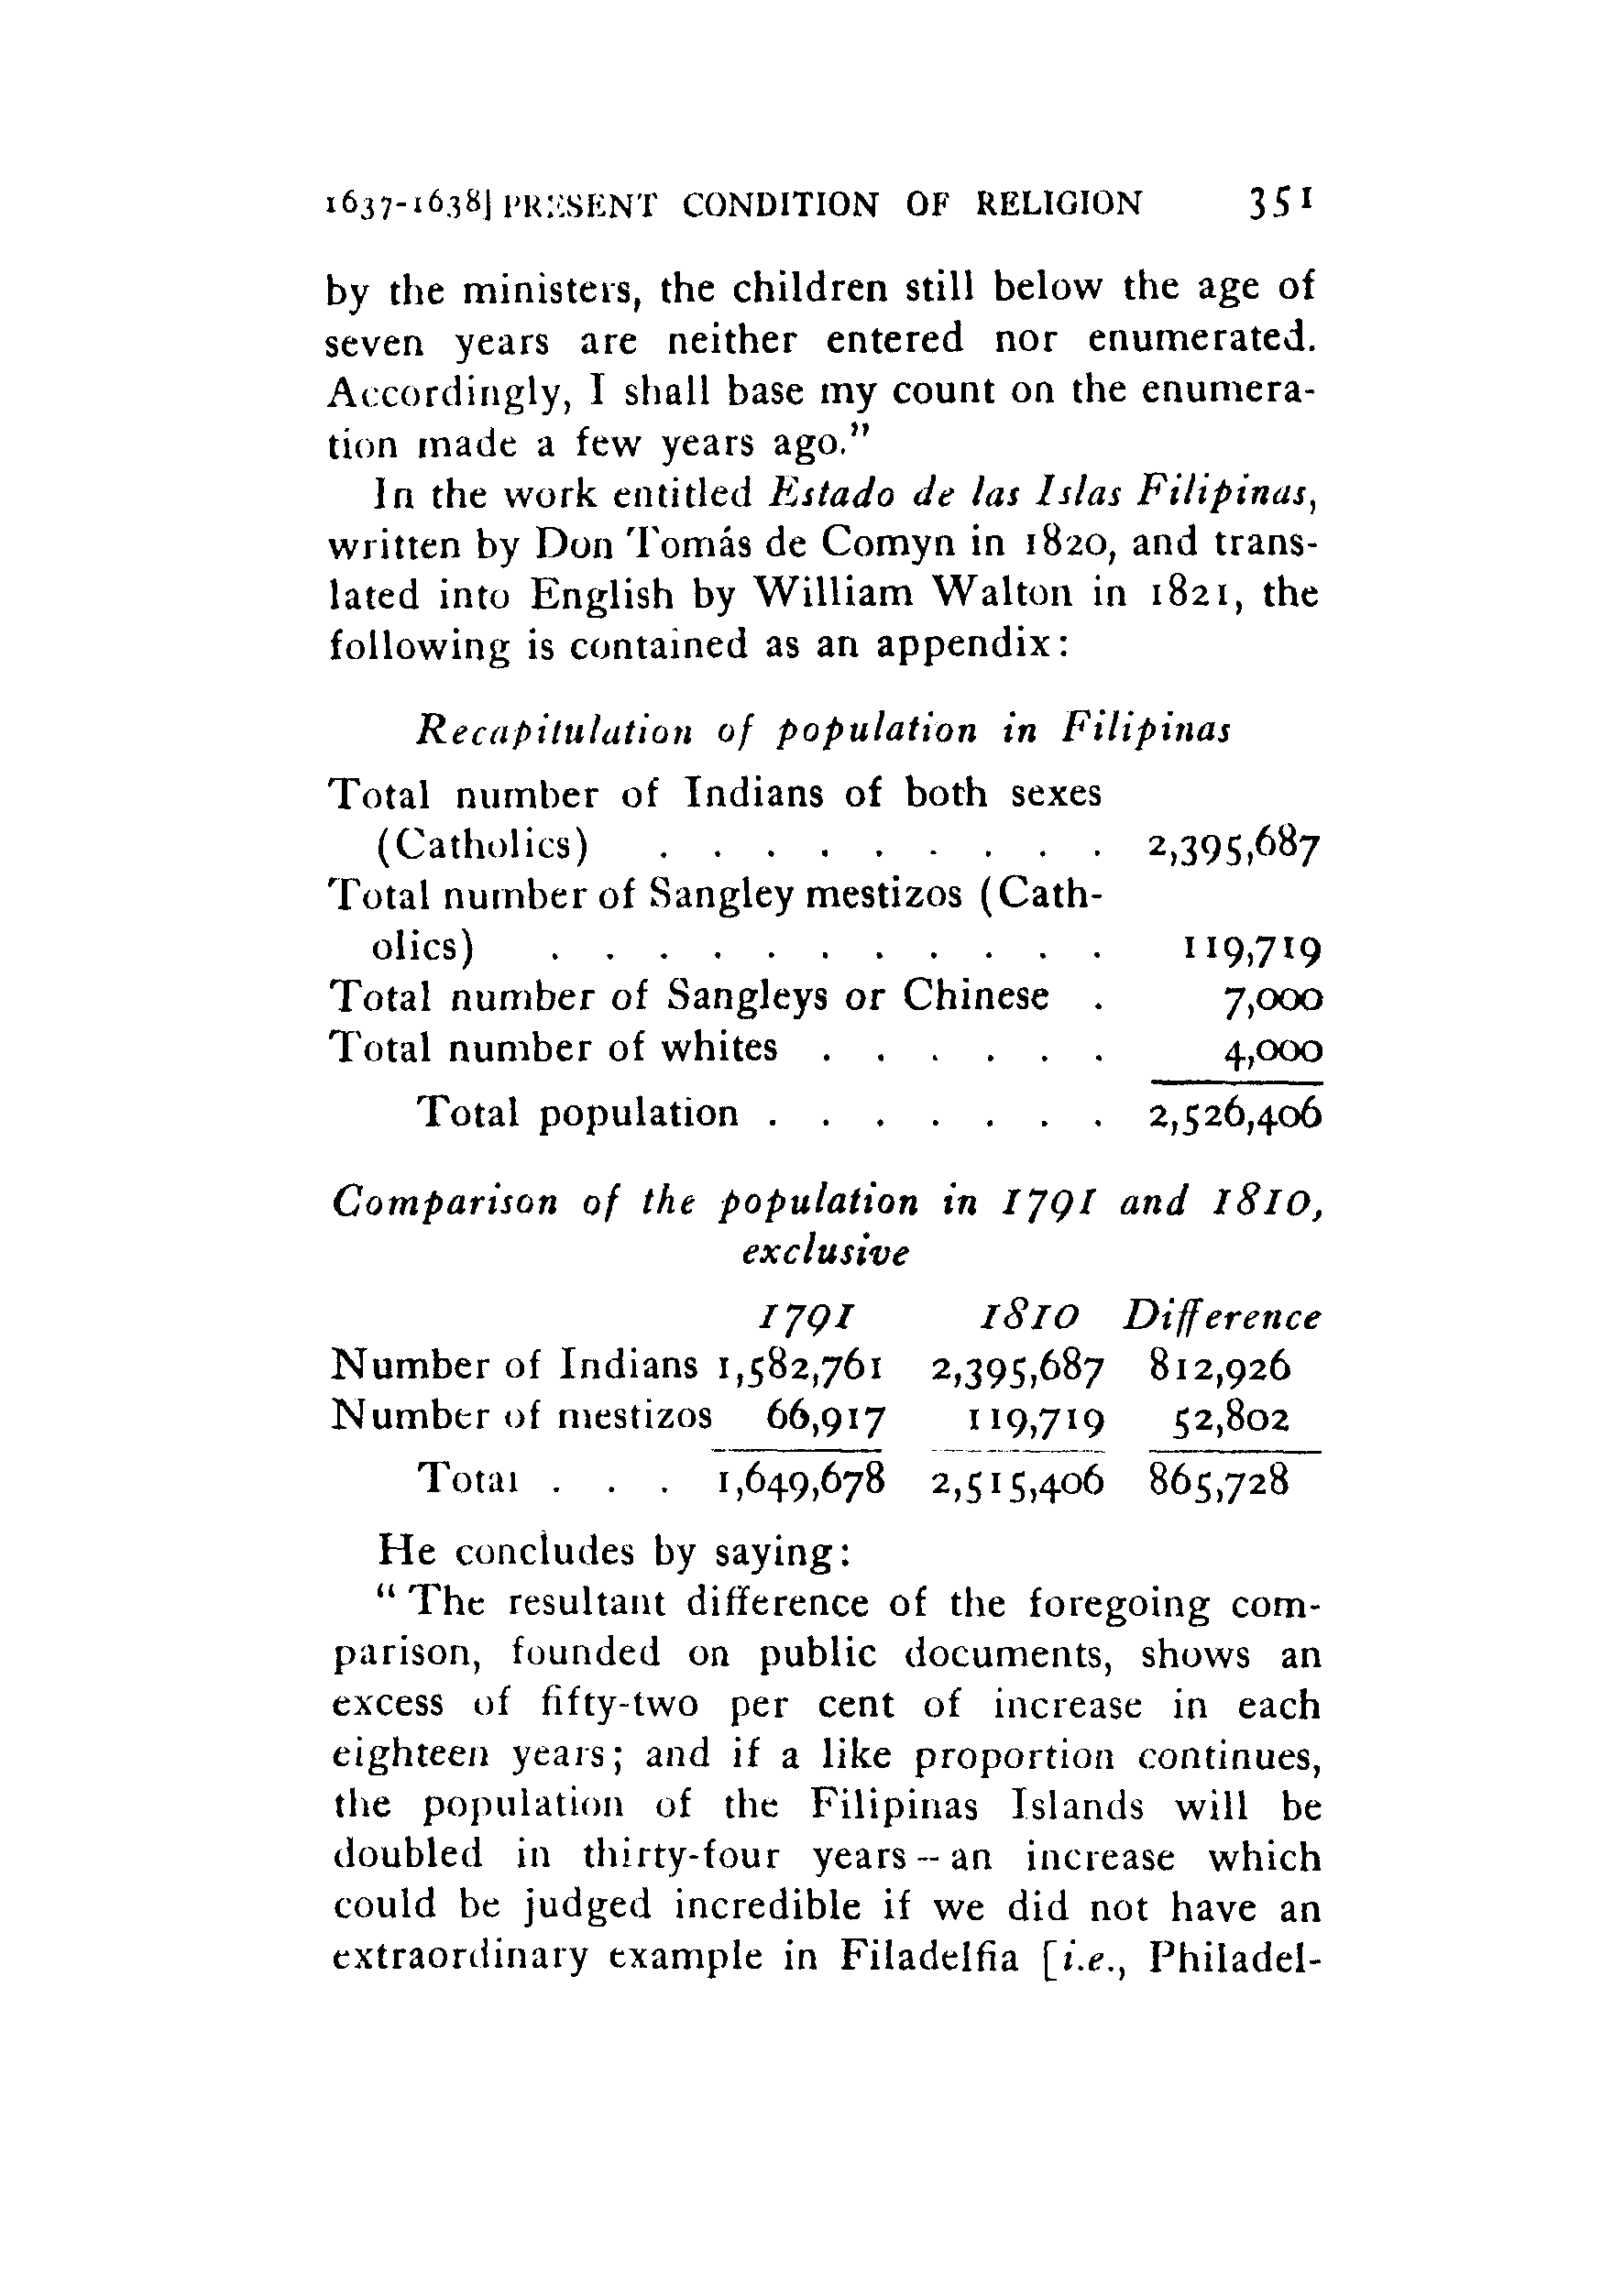 1637-1638] PRESENT CONDITION OF RELIGION 351
by the ministers, the children still below the age of
seven years are neither entered nor enumerated.
Accordingly, I shall base my count on the enumera-
tion made a few years ago."
In the work entitled Estado de las Islas Filipinas,
written by Don Tomás de Comyn in 1820, and trans-
lated into English by William Walton in 1821, the
following is contained as an appendix:
Recapitulation of population in Filipinas
Total number of Indians of both sexes
(Catholics) . . . . . . . . . 2,395,687
Total number of Sangley mestizos (Cath-
olics) . . . . . . . . . . . 119,719
Total number of Sangleys or Chinese . 7,000
Total number of whites . . . . . . 4,000
Total population . . . . . . . 2,526,406
Comparison of the population in 1791 and 1810,
exclusive
1791 1810 Difference
Number of Indians 1,582,761 2,395,687 812,926
Number of mestizos 66,917 119,719 52,802
Total . . . 1,649,678 2,515,406 865,728
He concludes by saying:
" The resultant difference of the foregoing com-
parison, founded on public documents, shows an
excess of fifty-two per cent of increase in each
eighteen years; and if a like proportion continues,
the population of the Filipinas Islands will be
doubled in thirty-four years – an increase which
could be judged incredible if we did not have an
extraordinary example in Filadelfia [i.e., Philadel-